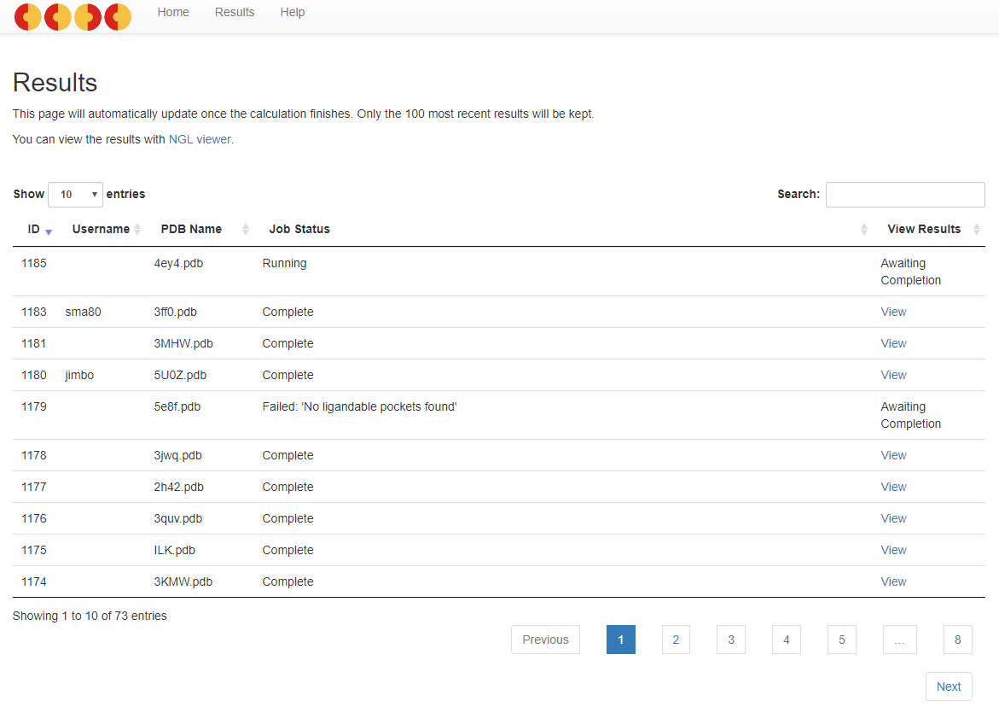 Home Results Help
Results
This page will automatically update once the calculation finishes. Only the 100 most recent results will be kept.
You can view the results with NGL viewer.
Show 10 entries Search:
ID Username PDB Name Job Status View Results
1185 4ey4.pdb Running Awaiting
Completion
1183 sma80 3ff0.pdb Complete View
1181 3MHW.pdb Complete View
1180 jimbo 5U0Z.pdb Complete View
1179 5e8f.pdb Failed: 'No ligandable pockets found' Awaiting
Completion
1178 3jwq.pdb Complete View
1177 2h42.pdb Complete View
1176 3quv.pdb Complete View
1175 ILK.pdb Complete View
1174 3KMW.pdb Complete View
Showing 1 to 10 of 73 entries
Previous 1 2 3 4 5 … 8
Next